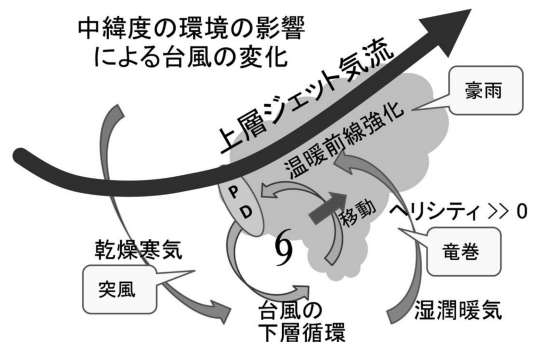 中緯度の環境の影響
による台風の変化
上層ジェット気流
豪雨
温暖前線強化
PD
移動
ヘリシティ >> 0
竜巻
乾燥寒気
突風
台風の
下層循環
湿潤暖気